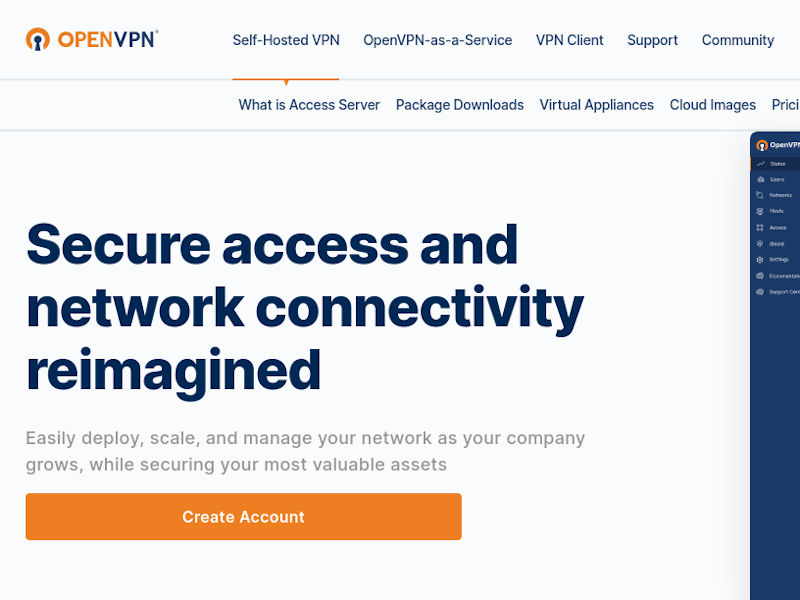 OPENVPN
Self-Hosted VPN OpenVPN-as-a-Service VPN Client Support Community
What is Access Server Package Downloads Virtual Appliances Cloud Images Prici
OpenVPN
Status
Users
Networks
Hosts
Access
Shield
Settings
Documentati
Support Cent
Secure access and
network connectivity
reimagined
Easily deploy, scale, and manage your network as your company
grows, while securing your most valuable assets
Create Account